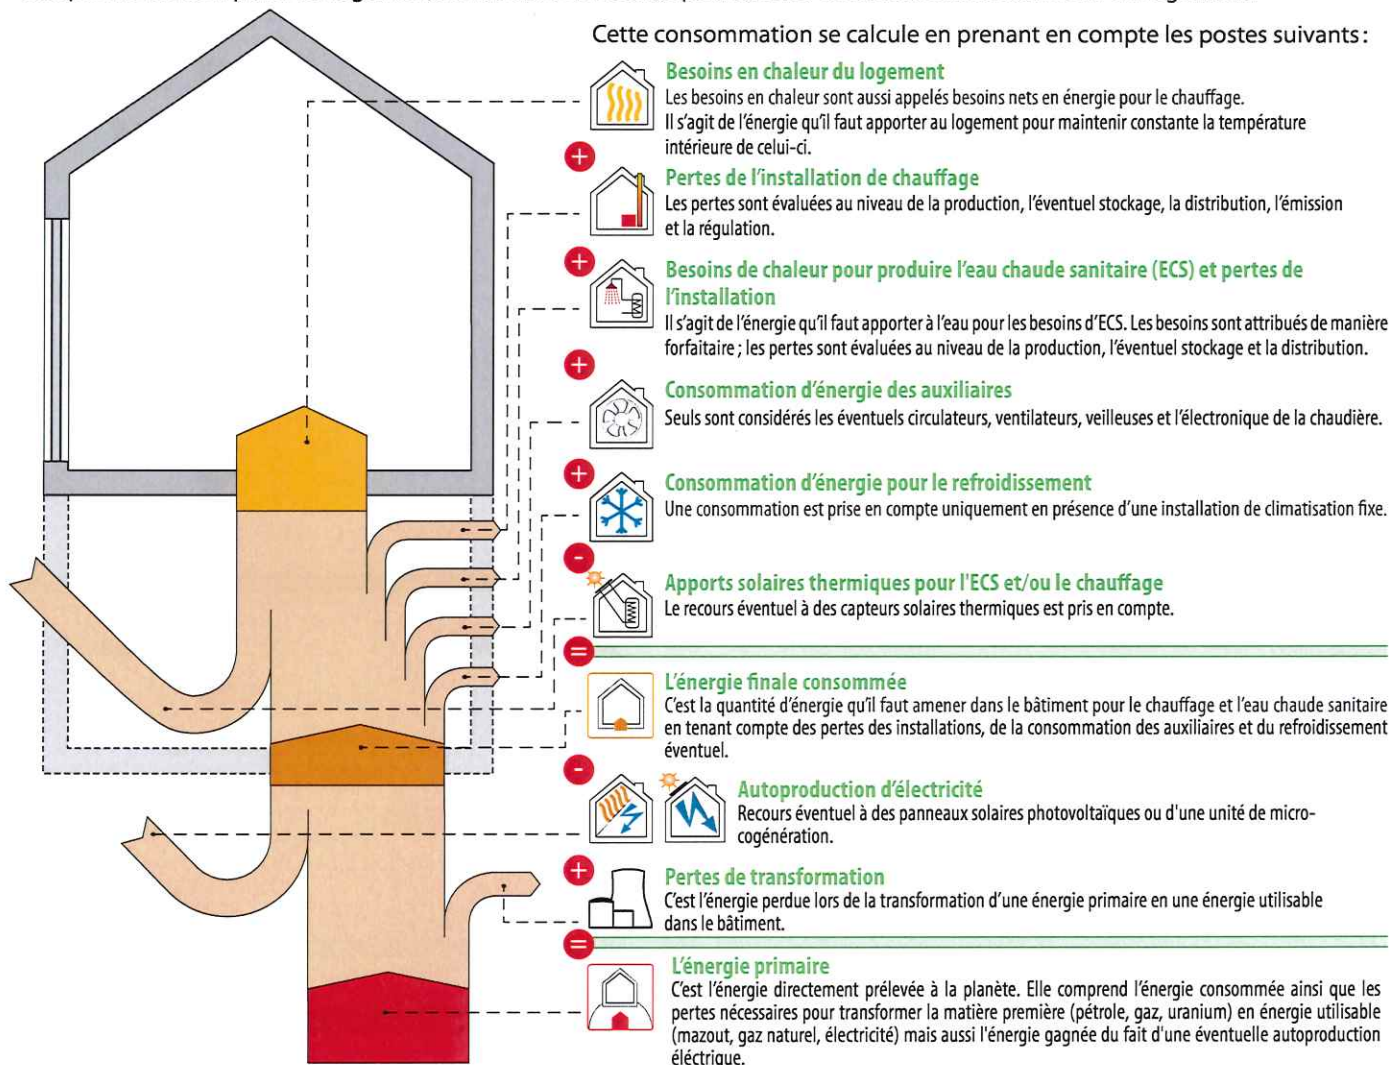 Cette consommation se calcule en prenant en compte les postes suivants :
Besoins en chaleur du logement
Les besoins en chaleur sont aussi appelés besoins nets en énergie pour le chauffage.
Il s'agit de l'énergie qu'il faut apporter au logement pour maintenir constante la température
intérieure de celui-ci.
+
Pertes de l'installation de chauffage
Les pertes sont évaluées au niveau de la production, l'éventuel stockage, la distribution, l'émission
et la régulation.
+
Besoins de chaleur pour produire l'eau chaude sanitaire (ECS) et pertes de
l'installation
Il s'agit de l'énergie qu'il faut apporter à l'eau pour les besoins d'ECS. Les besoins sont attribués de manière
forfaitaire ; les pertes sont évaluées au niveau de la production, l'éventuel stockage et la distribution.
+
Consommation d'énergie des auxiliaires
Seuls sont considérés les éventuels circulateurs, ventilateurs, veilleuses et l'électronique de la chaudière.
+
Consommation d'énergie pour le refroidissement
Une consommation est prise en compte uniquement en présence d'une installation de climatisation fixe.
-
Apports solaires thermiques pour l'ECS et/ou le chauffage
Le recours éventuel à des capteurs solaires thermiques est pris en compte.
=
L'énergie finale consommée
C'est la quantité d'énergie qu'il faut amener dans le bâtiment pour le chauffage et l'eau chaude sanitaire
en tenant compte des pertes des installations, de la consommation des auxiliaires et du refroidissement
éventuel.
-
Autoproduction d'électricité
Recours éventuel à des panneaux solaires photovoltaïques ou d'une unité de micro-
cogénération.
+
Pertes de transformation
C'est l'énergie perdue lors de la transformation d'une énergie primaire en une énergie utilisable
dans le bâtiment.
=
L'énergie primaire
C'est l'énergie directement prélevée à la planète. Elle comprend l'énergie consommée ainsi que les
pertes nécessaires pour transformer la matière première (pétrole, gaz, uranium) en énergie utilisable
(mazout, gaz naturel, électricité) mais aussi l'énergie gagnée du fait d'une éventuelle autoproduction
éléctrique.